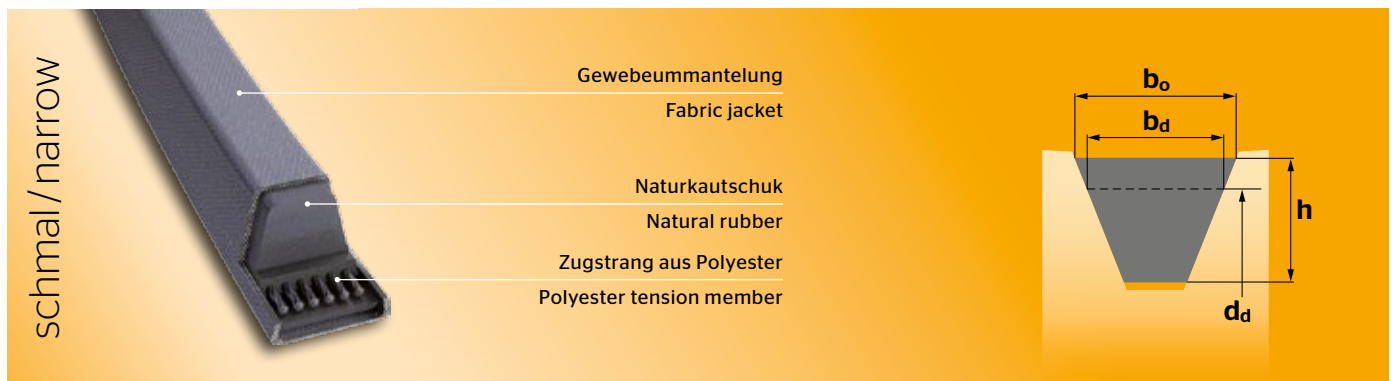 schmal / narrow
Gewebeummantelung
Fabric jacket
Naturkautschuk
Natural rubber
Zugstrang aus Polyester
Polyester tension member
bo
bd
h
dd